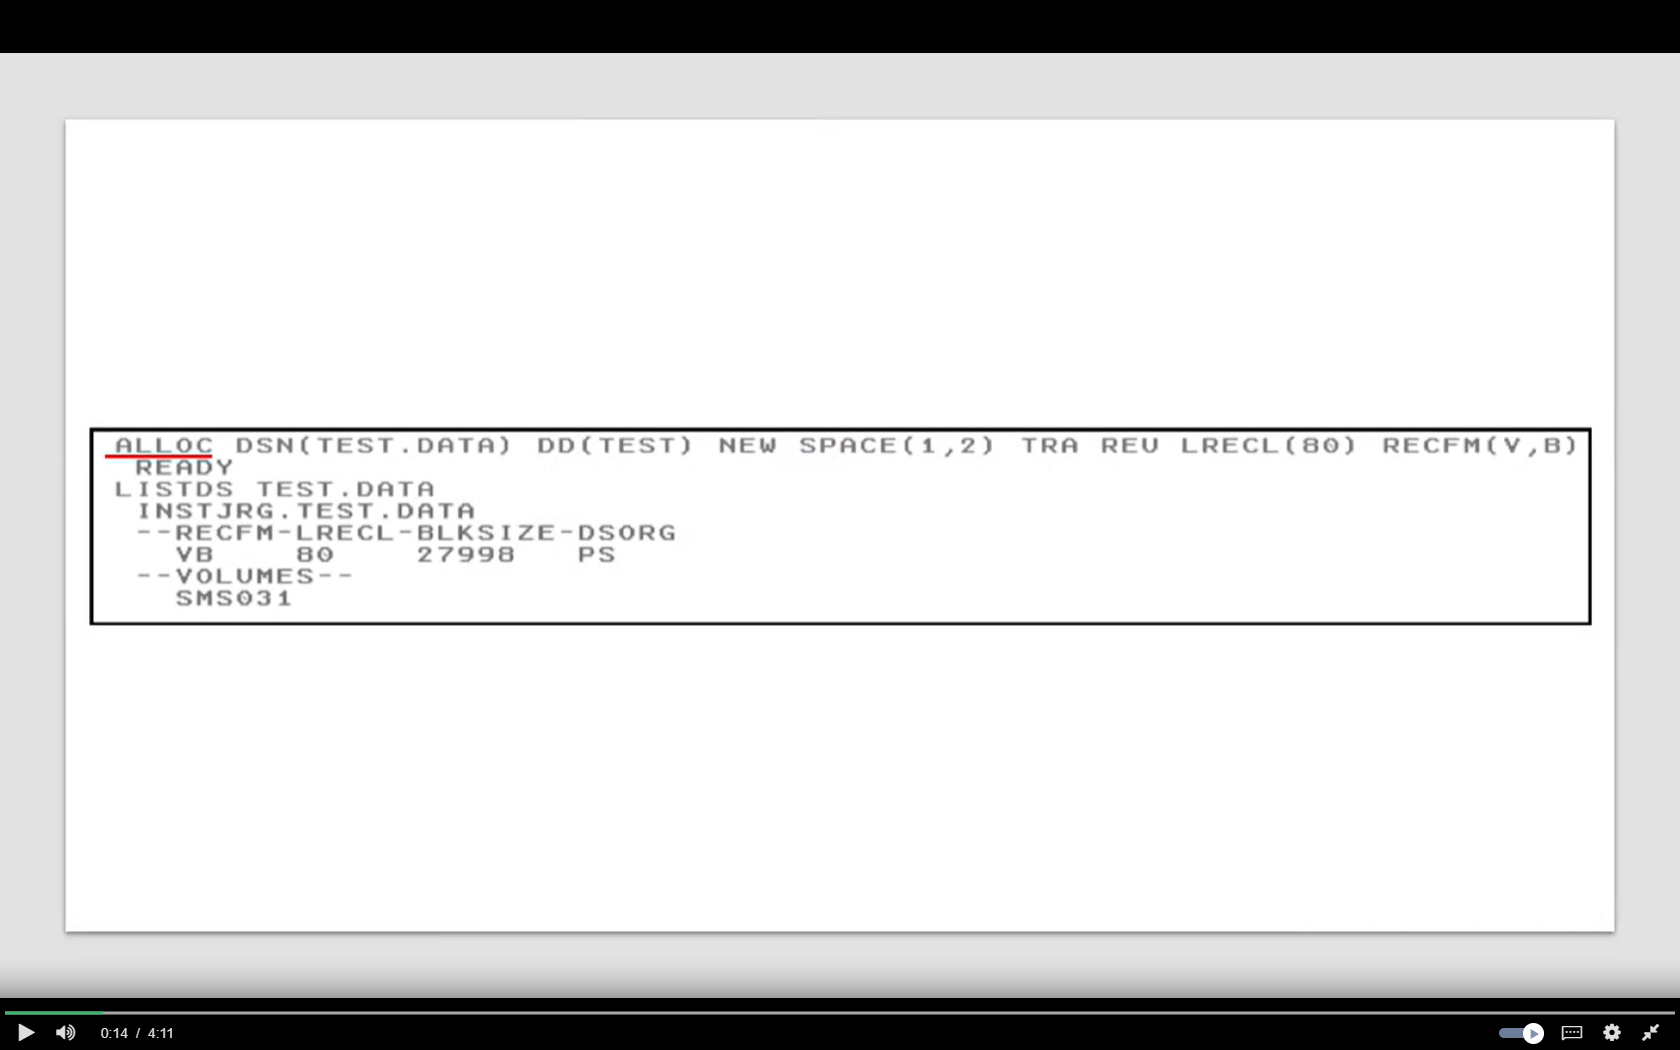 ALLOC DSN(TEST.DATA) DD(TEST) NEW SPACE(1,2) TRA REU LRECL(80) RECFM(V,B)
READY
LISTDS TEST.DATA
INSTJRG.TEST.DATA
--RECFM-LRECL-BLKSIZE-DSORG
VB 80 27998 PS
--VOLUMES--
SMS031
0:14 / 4:11